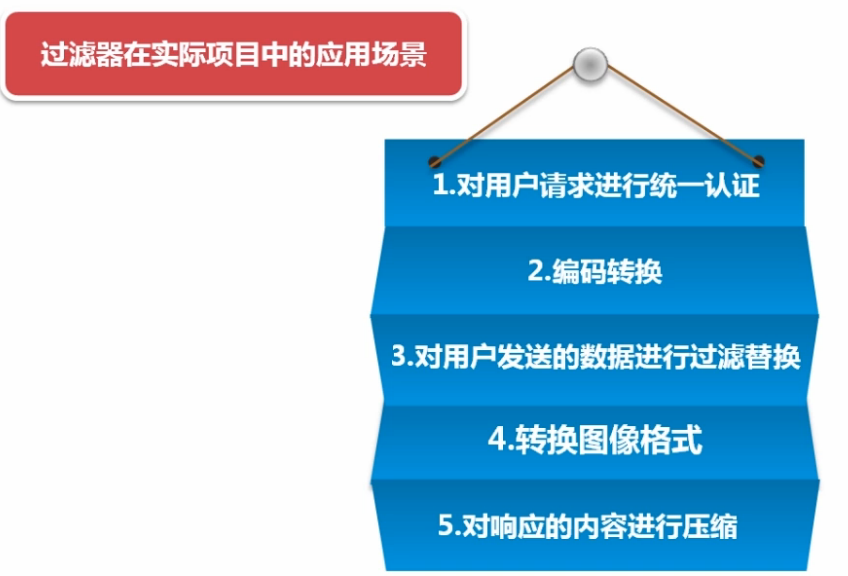 过滤器在实际项目中的应用场景
1.对用户请求进行统一认证
2.编码转换
3.对用户发送的数据进行过滤替换
4.转换图像格式
5.对响应的内容进行压缩